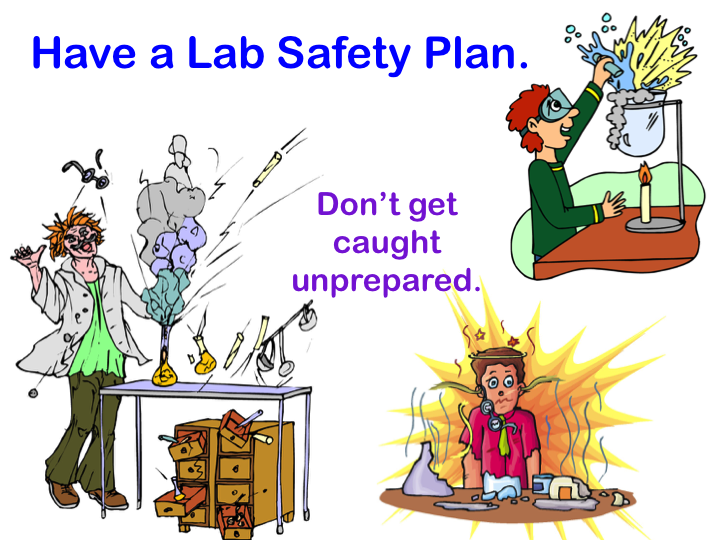 Have a Lab Safety Plan.
Don’t get
caught
unprepared.